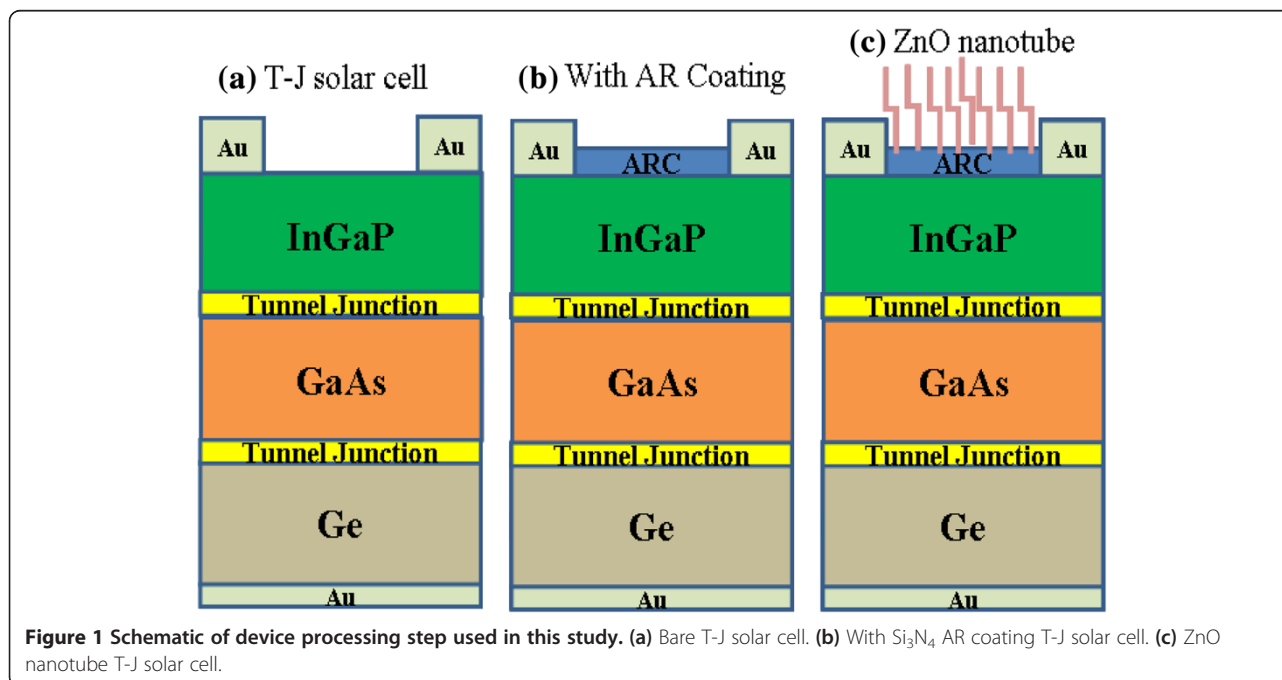 (a) T-J solar cell
Au
Au
InGaP
Tunnel Junction
GaAs
Tunnel Junction
Ge
Au
(b) With AR Coating
Au
Au
ARC
InGaP
Tunnel Junction
GaAs
Tunnel Junction
Ge
Au
(c) ZnO nanotube
Au
Au
ARC
InGaP
Tunnel Junction
GaAs
Tunnel Junction
Ge
Au
Figure 1 Schematic of device processing step used in this study. (a) Bare T-J solar cell. (b) With Si₃N₄ AR coating T-J solar cell. (c) ZnO
nanotube T-J solar cell.